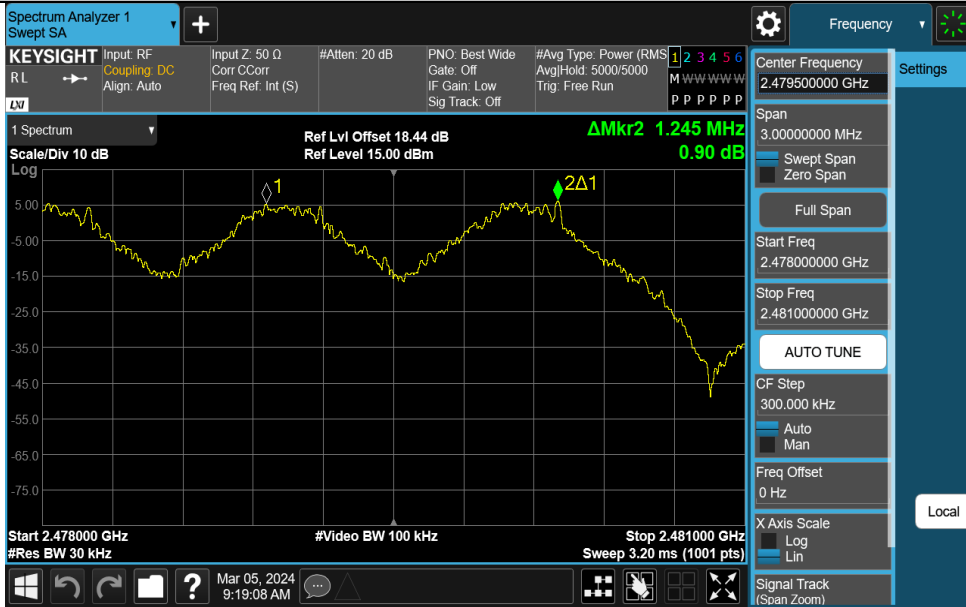 Spectrum Analyzer 1
Swept SA
+
Frequency
KEYSIGHT
RL
LXI
Input: RF
Coupling: DC
Align: Auto
Input Z: 50 Ω
Corr CCorr
Freq Ref: Int (S)
#Atten: 20 dB
PNO: Best Wide
Gate: Off
IF Gain: Low
Sig Track: Off
#Avg Type: Power (RMS
Avg|Hold: 5000/5000
Trig: Free Run
1 2 3 4 5 6
M W W W W W
P P P P P P
1 Spectrum
Scale/Div 10 dB
Log
Ref Lvl Offset 18.44 dB
Ref Level 15.00 dBm
ΔMkr2 1.245 MHz
0.90 dB
1
2Δ1
5.00
-5.00
-15.0
-25.0
-35.0
-45.0
-55.0
-65.0
-75.0
Start 2.478000 GHz
#Res BW 30 kHz
#Video BW 100 kHz
Stop 2.481000 GHz
Sweep 3.20 ms (1001 pts)
Center Frequency
2.479500000 GHz
Span
3.00000000 MHz
Swept Span
Zero Span
Full Span
Start Freq
2.478000000 GHz
Stop Freq
2.481000000 GHz
AUTO TUNE
CF Step
300.000 kHz
Auto
Man
Freq Offset
0 Hz
X Axis Scale
Log
Lin
Signal Track
(Span Zoom)
Settings
Local
?
Mar 05, 2024
9:19:08 AM